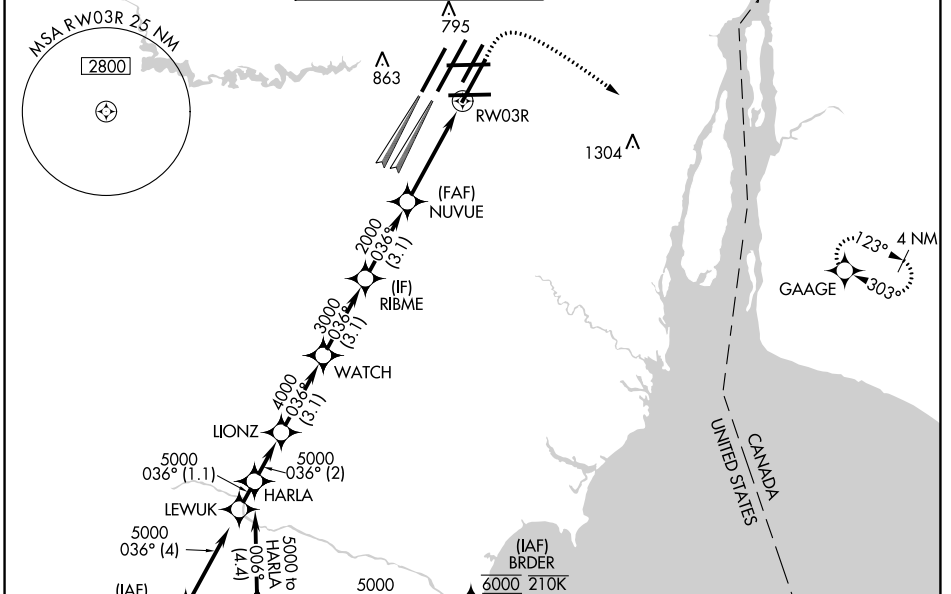 MSA RW03R 25 NM
2800
795
863
RW03R
1304
(FAF)
NUVUE
2000
036°
(3.1)
123°
4 NM
303°
GAAGE
(IF)
RIBME
3000
036°
(3.1)
WATCH
4000
036°
(3.1)
LIONZ
5000
036° (1.1)
5000
036° (2)
HARLA
LEWUK
5000
036° (4)
5000 to
HARLA
006°
(4.4)
CANADA
UNITED STATES
(IAF)
BRDER
6000 210K
5000
(IAF)